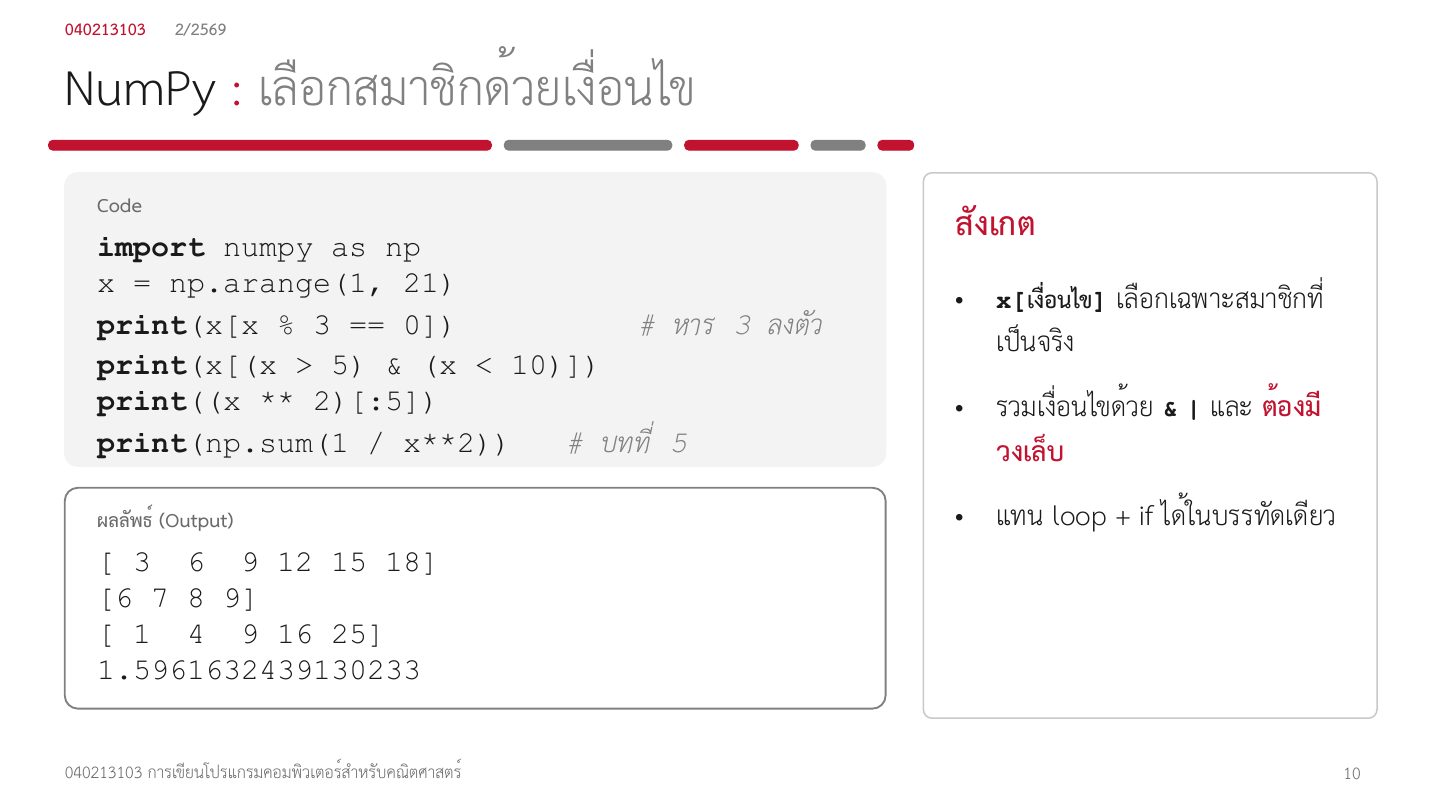 040213103 2/2569
NumPy : เลือกสมาชิกด้วยเงื่อนไข
Code
import numpy as np
x = np.arange(1, 21)
print(x[x % 3 == 0]) # หาร 3 ลงตัว
print(x[(x > 5) & (x < 10)])
print((x ** 2)[:5])
print(np.sum(1 / x**2)) # บทที่ 5
ผลลัพธ์ (Output)
[ 3  6  9 12 15 18]
[6 7 8 9]
[ 1  4  9 16 25]
1.5961632439130233
สังเกต
• x[เงื่อนไข] เลือกเฉพาะสมาชิกที่
เป็นจริง
• รวมเงื่อนไขด้วย & | และ ต้องมี
วงเล็บ
• แทน loop + if ได้ในบรรทัดเดียว
040213103 การเขียนโปรแกรมคอมพิวเตอร์สำหรับคณิตศาสตร์ 10